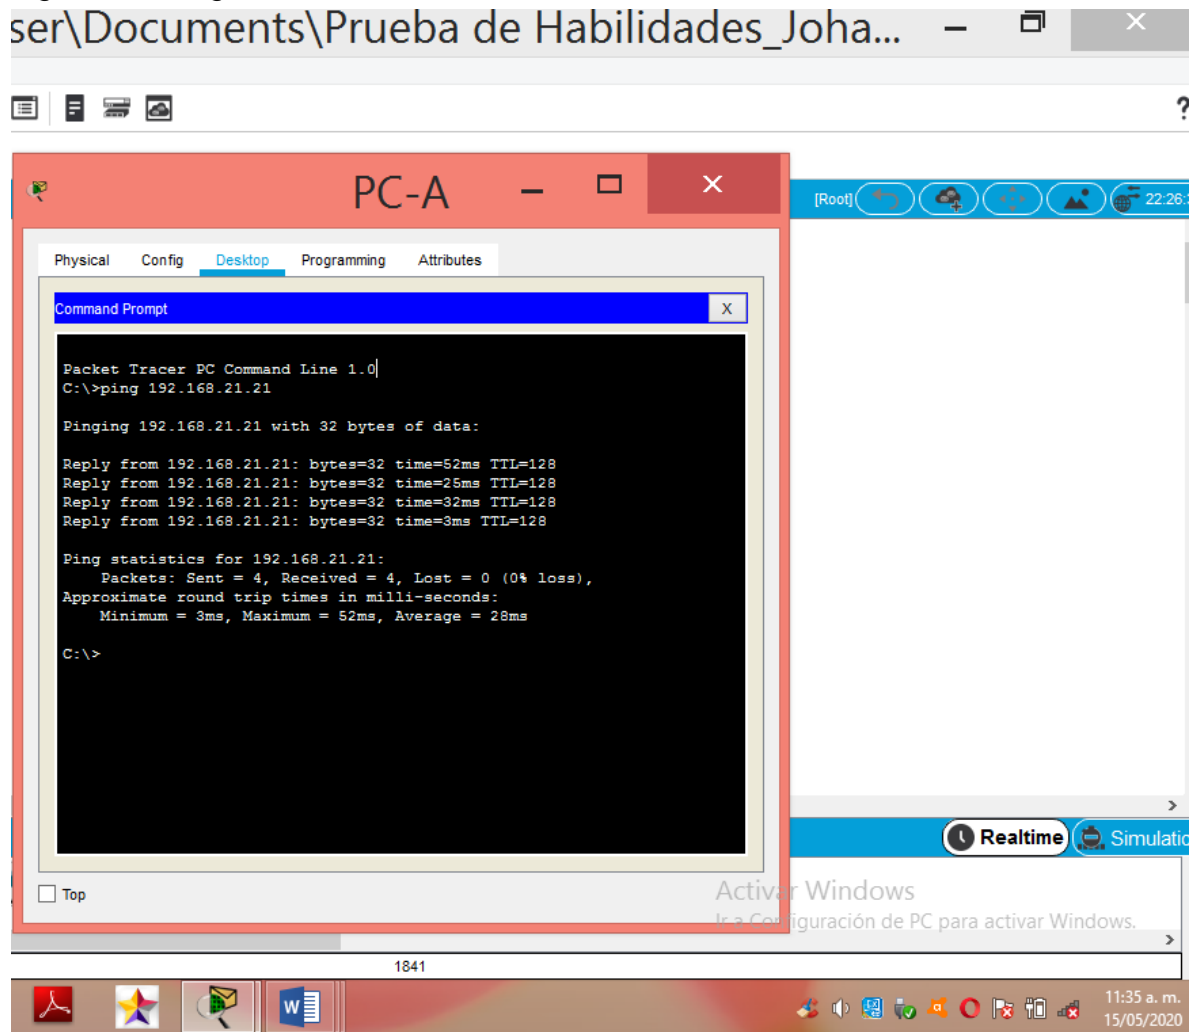 ser\Documents\Prueba de Habilidades_Joha...
?
PC-A
[Root]
22:26:
Physical Config Desktop Programming Attributes
Command Prompt
X
Packet Tracer PC Command Line 1.0
C:\>ping 192.168.21.21
Pinging 192.168.21.21 with 32 bytes of data:
Reply from 192.168.21.21: bytes=32 time=52ms TTL=128
Reply from 192.168.21.21: bytes=32 time=25ms TTL=128
Reply from 192.168.21.21: bytes=32 time=32ms TTL=128
Reply from 192.168.21.21: bytes=32 time=3ms TTL=128
Ping statistics for 192.168.21.21:
Packets: Sent = 4, Received = 4, Lost = 0 (0% loss),
Approximate round trip times in milli-seconds:
Minimum = 3ms, Maximum = 52ms, Average = 28ms
C:\>
Realtime
Simulatio
Top
Activar Windows
Ir a Configuración de PC para activar Windows.
1841
11:35 a. m.
15/05/2020